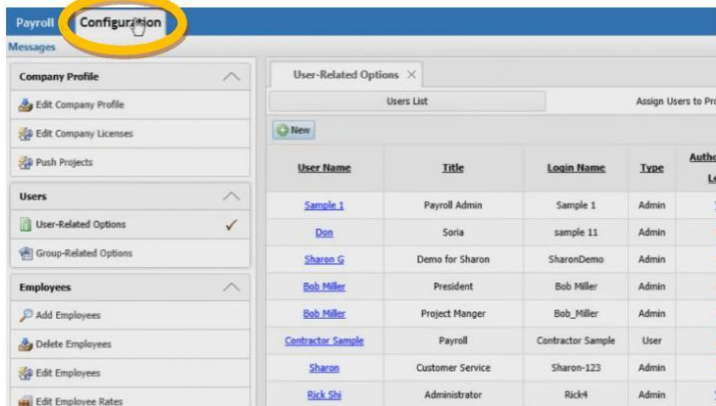 Payroll Configuration
Messages
Company Profile
Edit Company Profile
Edit Company Licenses
Push Projects
Users
User-Related Options
Group-Related Options
Employees
Add Employees
Delete Employees
Edit Employees
Edit Employee Rates
User-Related Options
Users List Assign Users to Pro
New
User Name Title Login Name Type Autho
Le
Sample 1 Payroll Admin Sample 1 Admin
Don Soria sample 11 Admin
Sharon G Demo for Sharon SharonDemo Admin
Bob Miller President Bob Miller Admin
Bob Miller Project Manger Bob_Miller Admin
Contractor Sample Payroll Contractor Sample User
Sharon Customer Service Sharon-123 Admin
Rick Shi Administrator Rick4 Admin